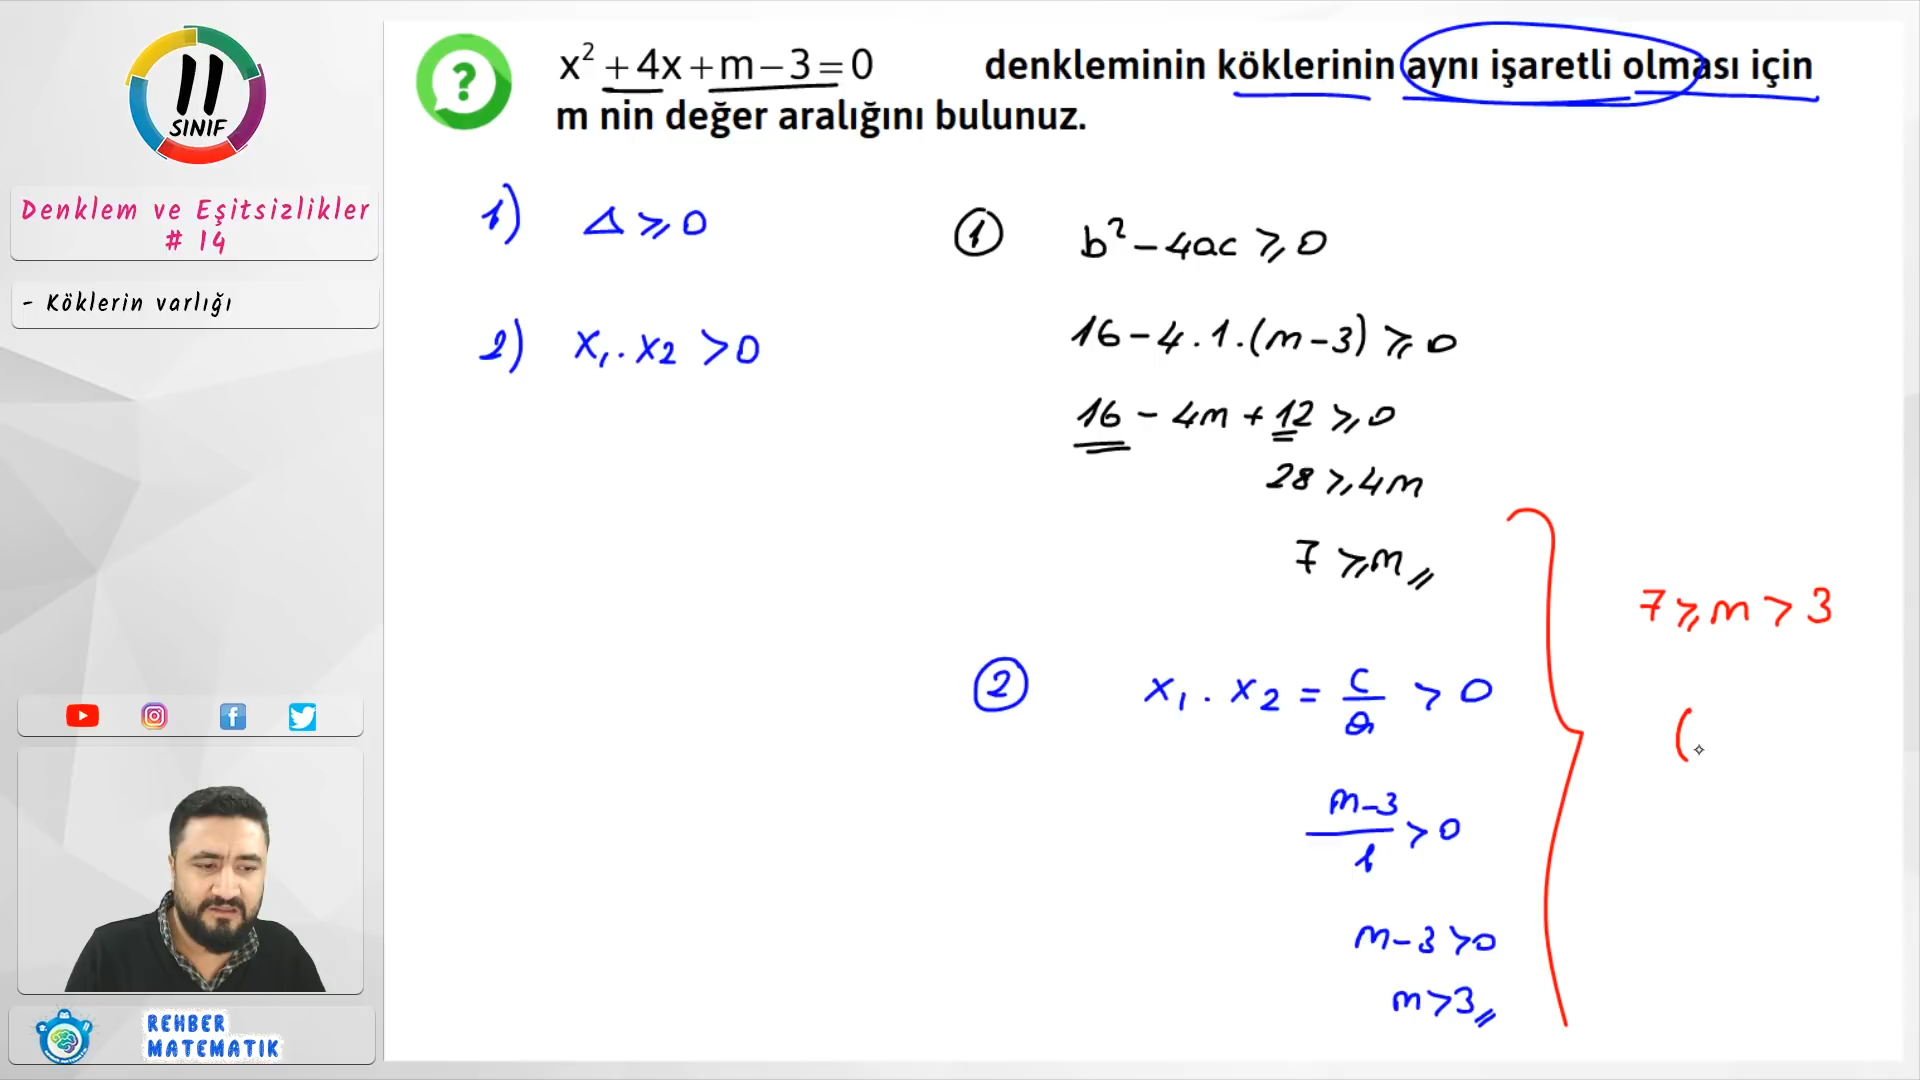 11
SINIF
Denklem ve Eşitsizlikler
# 14
- Köklerin varlığı
REHBER
MATEMATİK
?
x² + 4x + m − 3 = 0 denkleminin köklerinin aynı işaretli olması için
m nin değer aralığını bulunuz.
1) Δ ⩾ 0
2) x₁ . x₂ > 0
① b² − 4ac ⩾ 0
16 − 4 . 1 . (m − 3) ⩾ 0
16 − 4m + 12 ⩾ 0
28 ⩾ 4m
7 ⩾ m //
② x₁ . x₂ = c/a > 0
m − 3 / 1 > 0
m − 3 > 0
m > 3 //
7 ⩾ m > 3
(